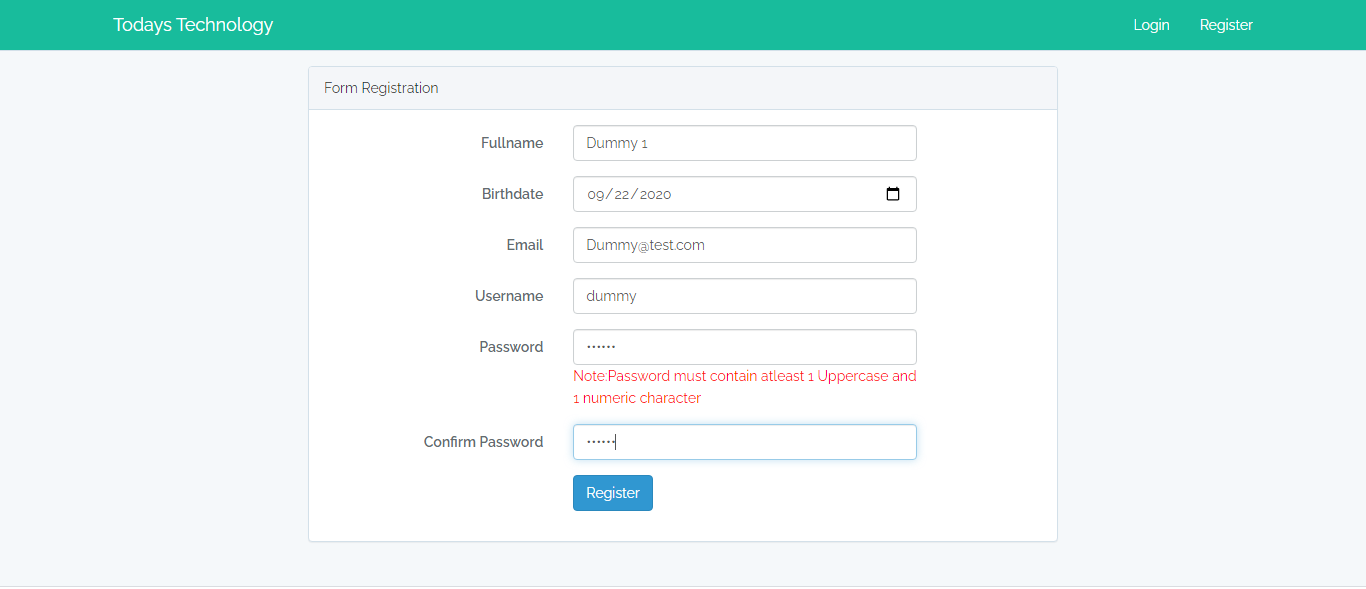 Todays Technology
Login
Register
Form Registration
Fullname
Dummy 1
Birthdate
09/22/2020
Email
Dummy@test.com
Username
dummy
Password
••••••
Note:Password must contain atleast 1 Uppercase and
1 numeric character
Confirm Password
••••••
Register